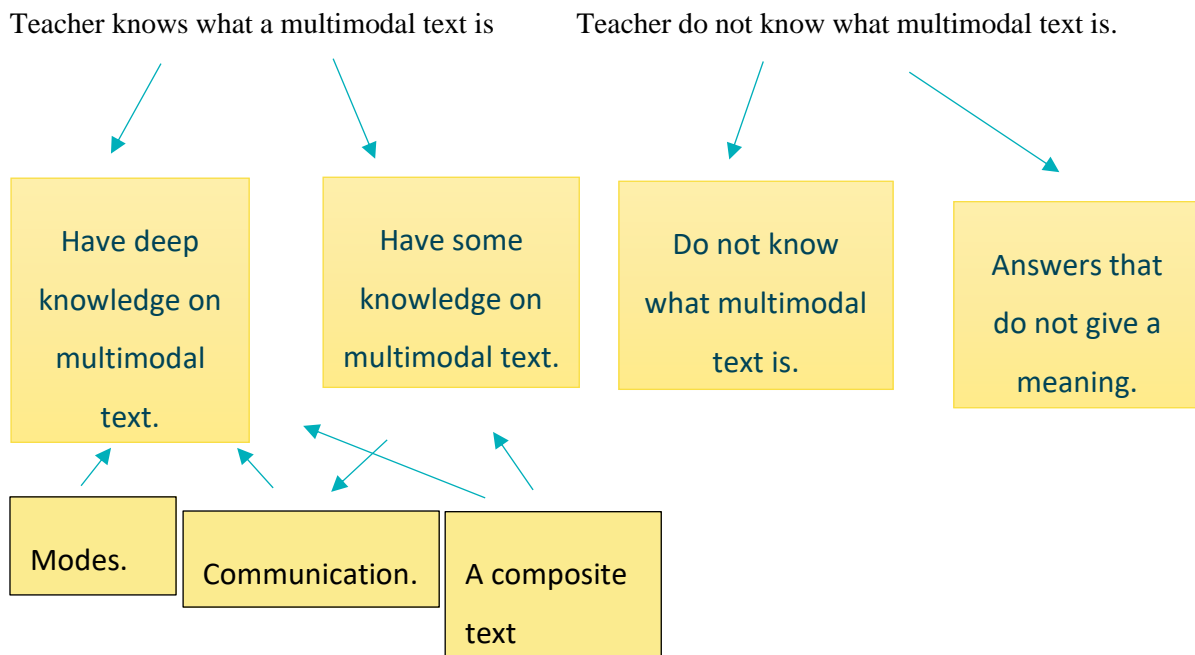 Teacher knows what a multimodal text is
Teacher do not know what multimodal text is.
Have deep
knowledge on
multimodal
text.
Have some
knowledge on
multimodal text.
Do not know
what multimodal
text is.
Answers that
do not give a
meaning.
Modes.
Communication.
A composite
text